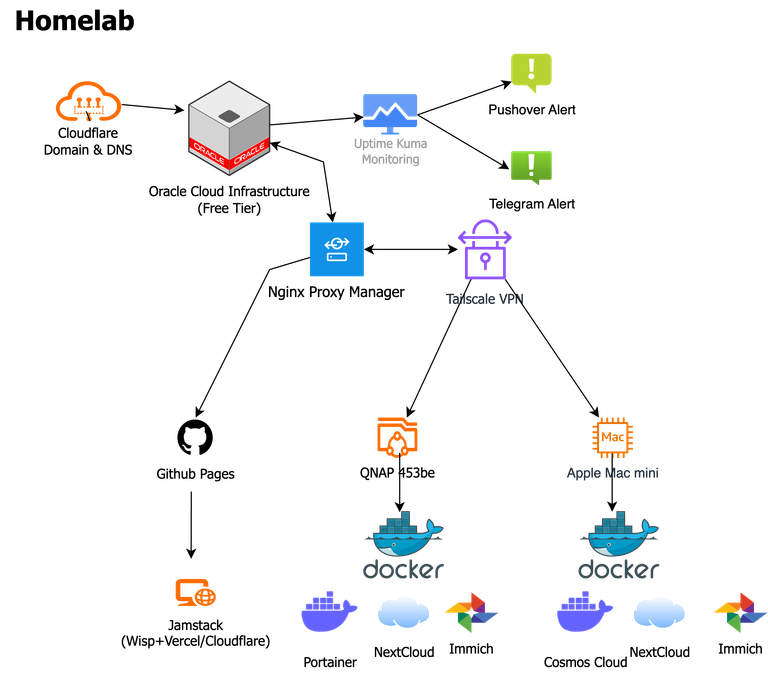 Homelab
Cloudflare
Domain & DNS
ORACLE ORACLE
Oracle Cloud Infrastructure
(Free Tier)
Uptime Kuma
Monitoring
!
Pushover Alert
!
Telegram Alert
Nginx Proxy Manager
Tailscale VPN
Github Pages
QNAP 453be
Mac
Apple Mac mini
docker
docker
Jamstack
(Wisp+Vercel/Cloudflare)
Portainer
NextCloud
Immich
Cosmos Cloud
NextCloud
Immich